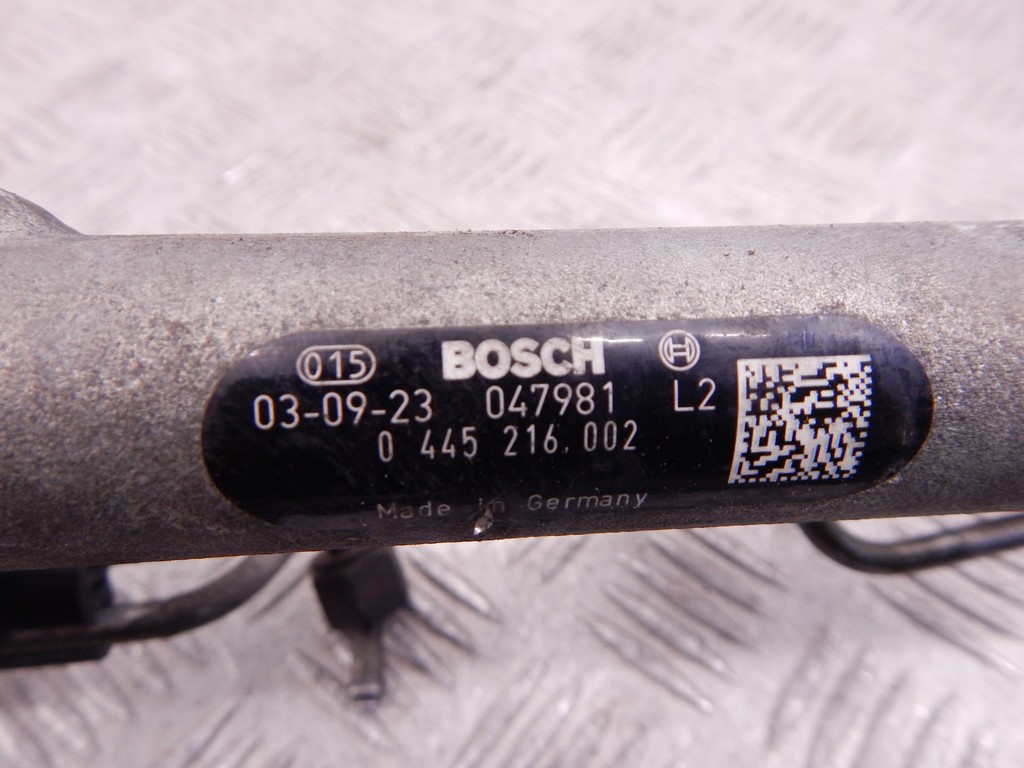 015 BOSCH
03-09-23 047981 L2
0 445 216 002
Made in Germany